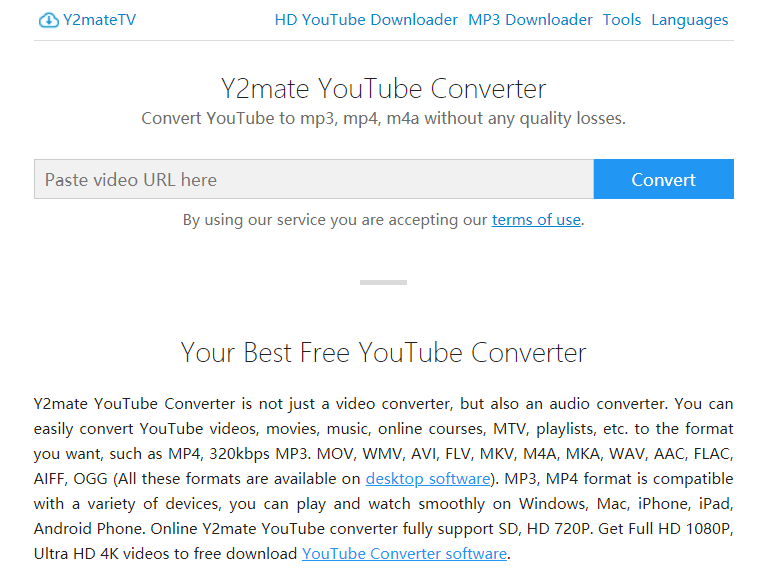 Y2mateTV HD YouTube Downloader MP3 Downloader Tools Languages
Y2mate YouTube Converter
Convert YouTube to mp3, mp4, m4a without any quality losses.
Paste video URL here Convert
By using our service you are accepting our terms of use.
Your Best Free YouTube Converter
Y2mate YouTube Converter is not just a video converter, but also an audio converter. You can
easily convert YouTube videos, movies, music, online courses, MTV, playlists, etc. to the format
you want, such as MP4, 320kbps MP3. MOV, WMV, AVI, FLV, MKV, M4A, MKA, WAV, AAC, FLAC,
AIFF, OGG (All these formats are available on desktop software). MP3, MP4 format is compatible
with a variety of devices, you can play and watch smoothly on Windows, Mac, iPhone, iPad,
Android Phone. Online Y2mate YouTube converter fully support SD, HD 720P. Get Full HD 1080P,
Ultra HD 4K videos to free download YouTube Converter software.